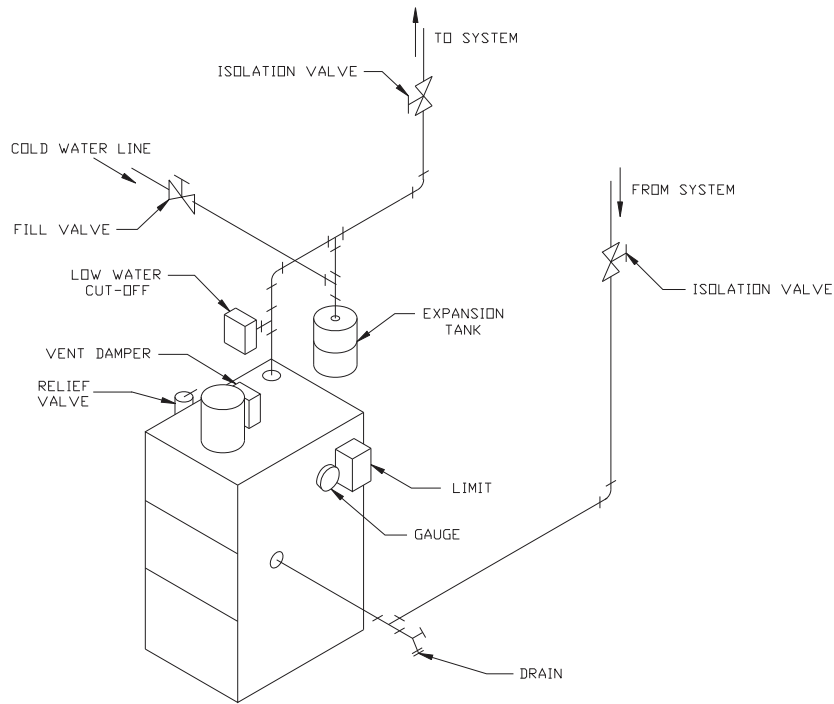 TO SYSTEM
ISOLATION VALVE
COLD WATER LINE
FROM SYSTEM
FILL VALVE
LOW WATER
CUT-OFF
ISOLATION VALVE
EXPANSION
TANK
VENT DAMPER
RELIEF
VALVE
LIMIT
GAUGE
DRAIN